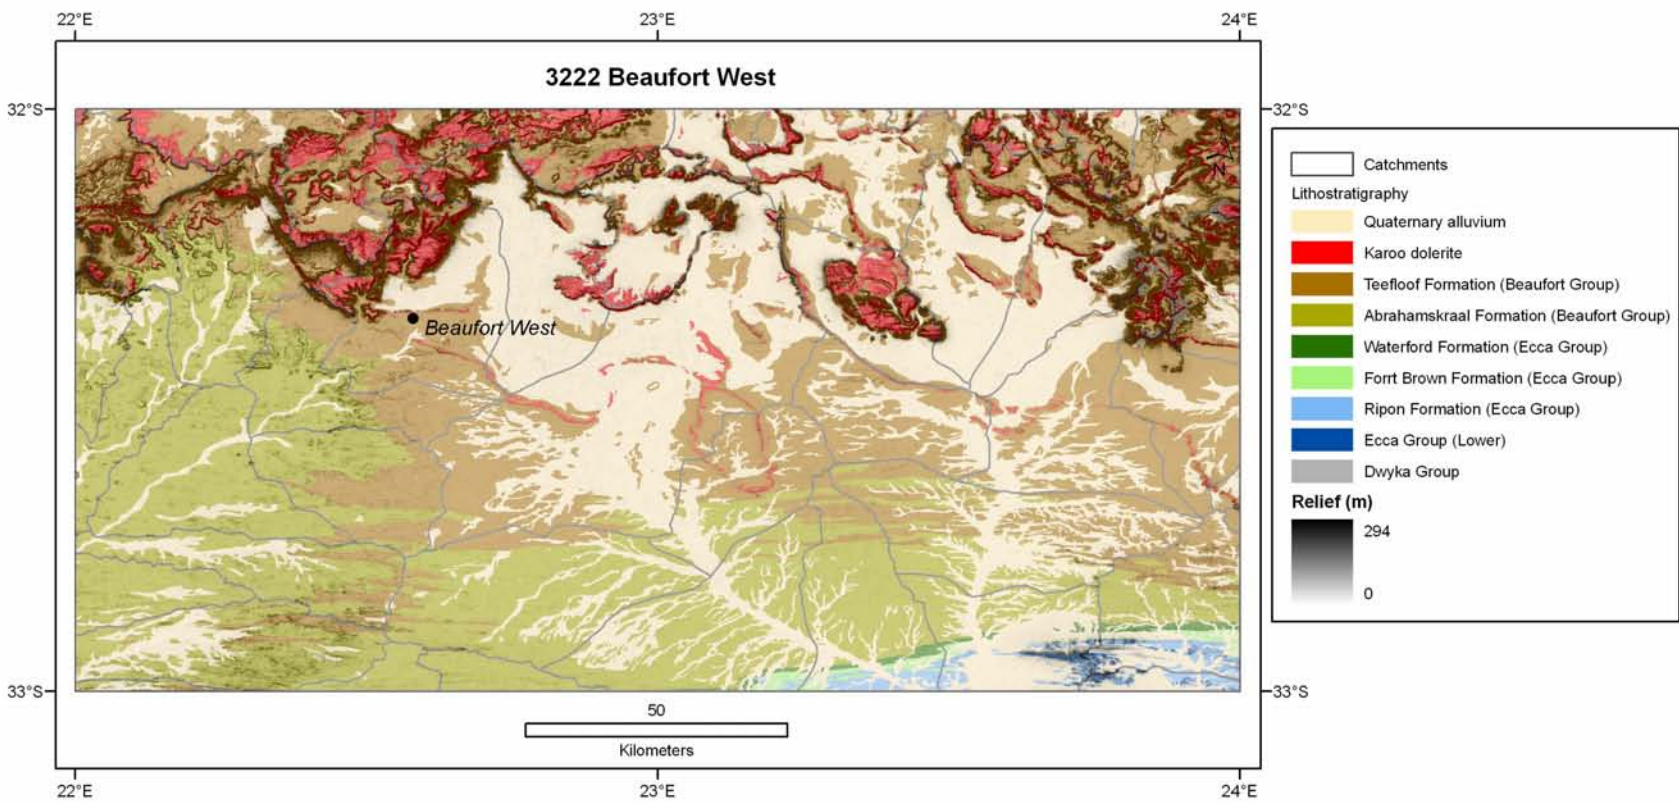 22°E 23°E 24°E
3222 Beaufort West
32°S 32°S
Beaufort West
33°S 33°S
50
Kilometers
22°E 23°E 24°E
Catchments
Lithostratigraphy
Quaternary alluvium
Karoo dolerite
Teefloof Formation (Beaufort Group)
Abrahamskraal Formation (Beaufort Group)
Waterford Formation (Ecca Group)
Forrt Brown Formation (Ecca Group)
Ripon Formation (Ecca Group)
Ecca Group (Lower)
Dwyka Group
Relief (m)
294
0
N